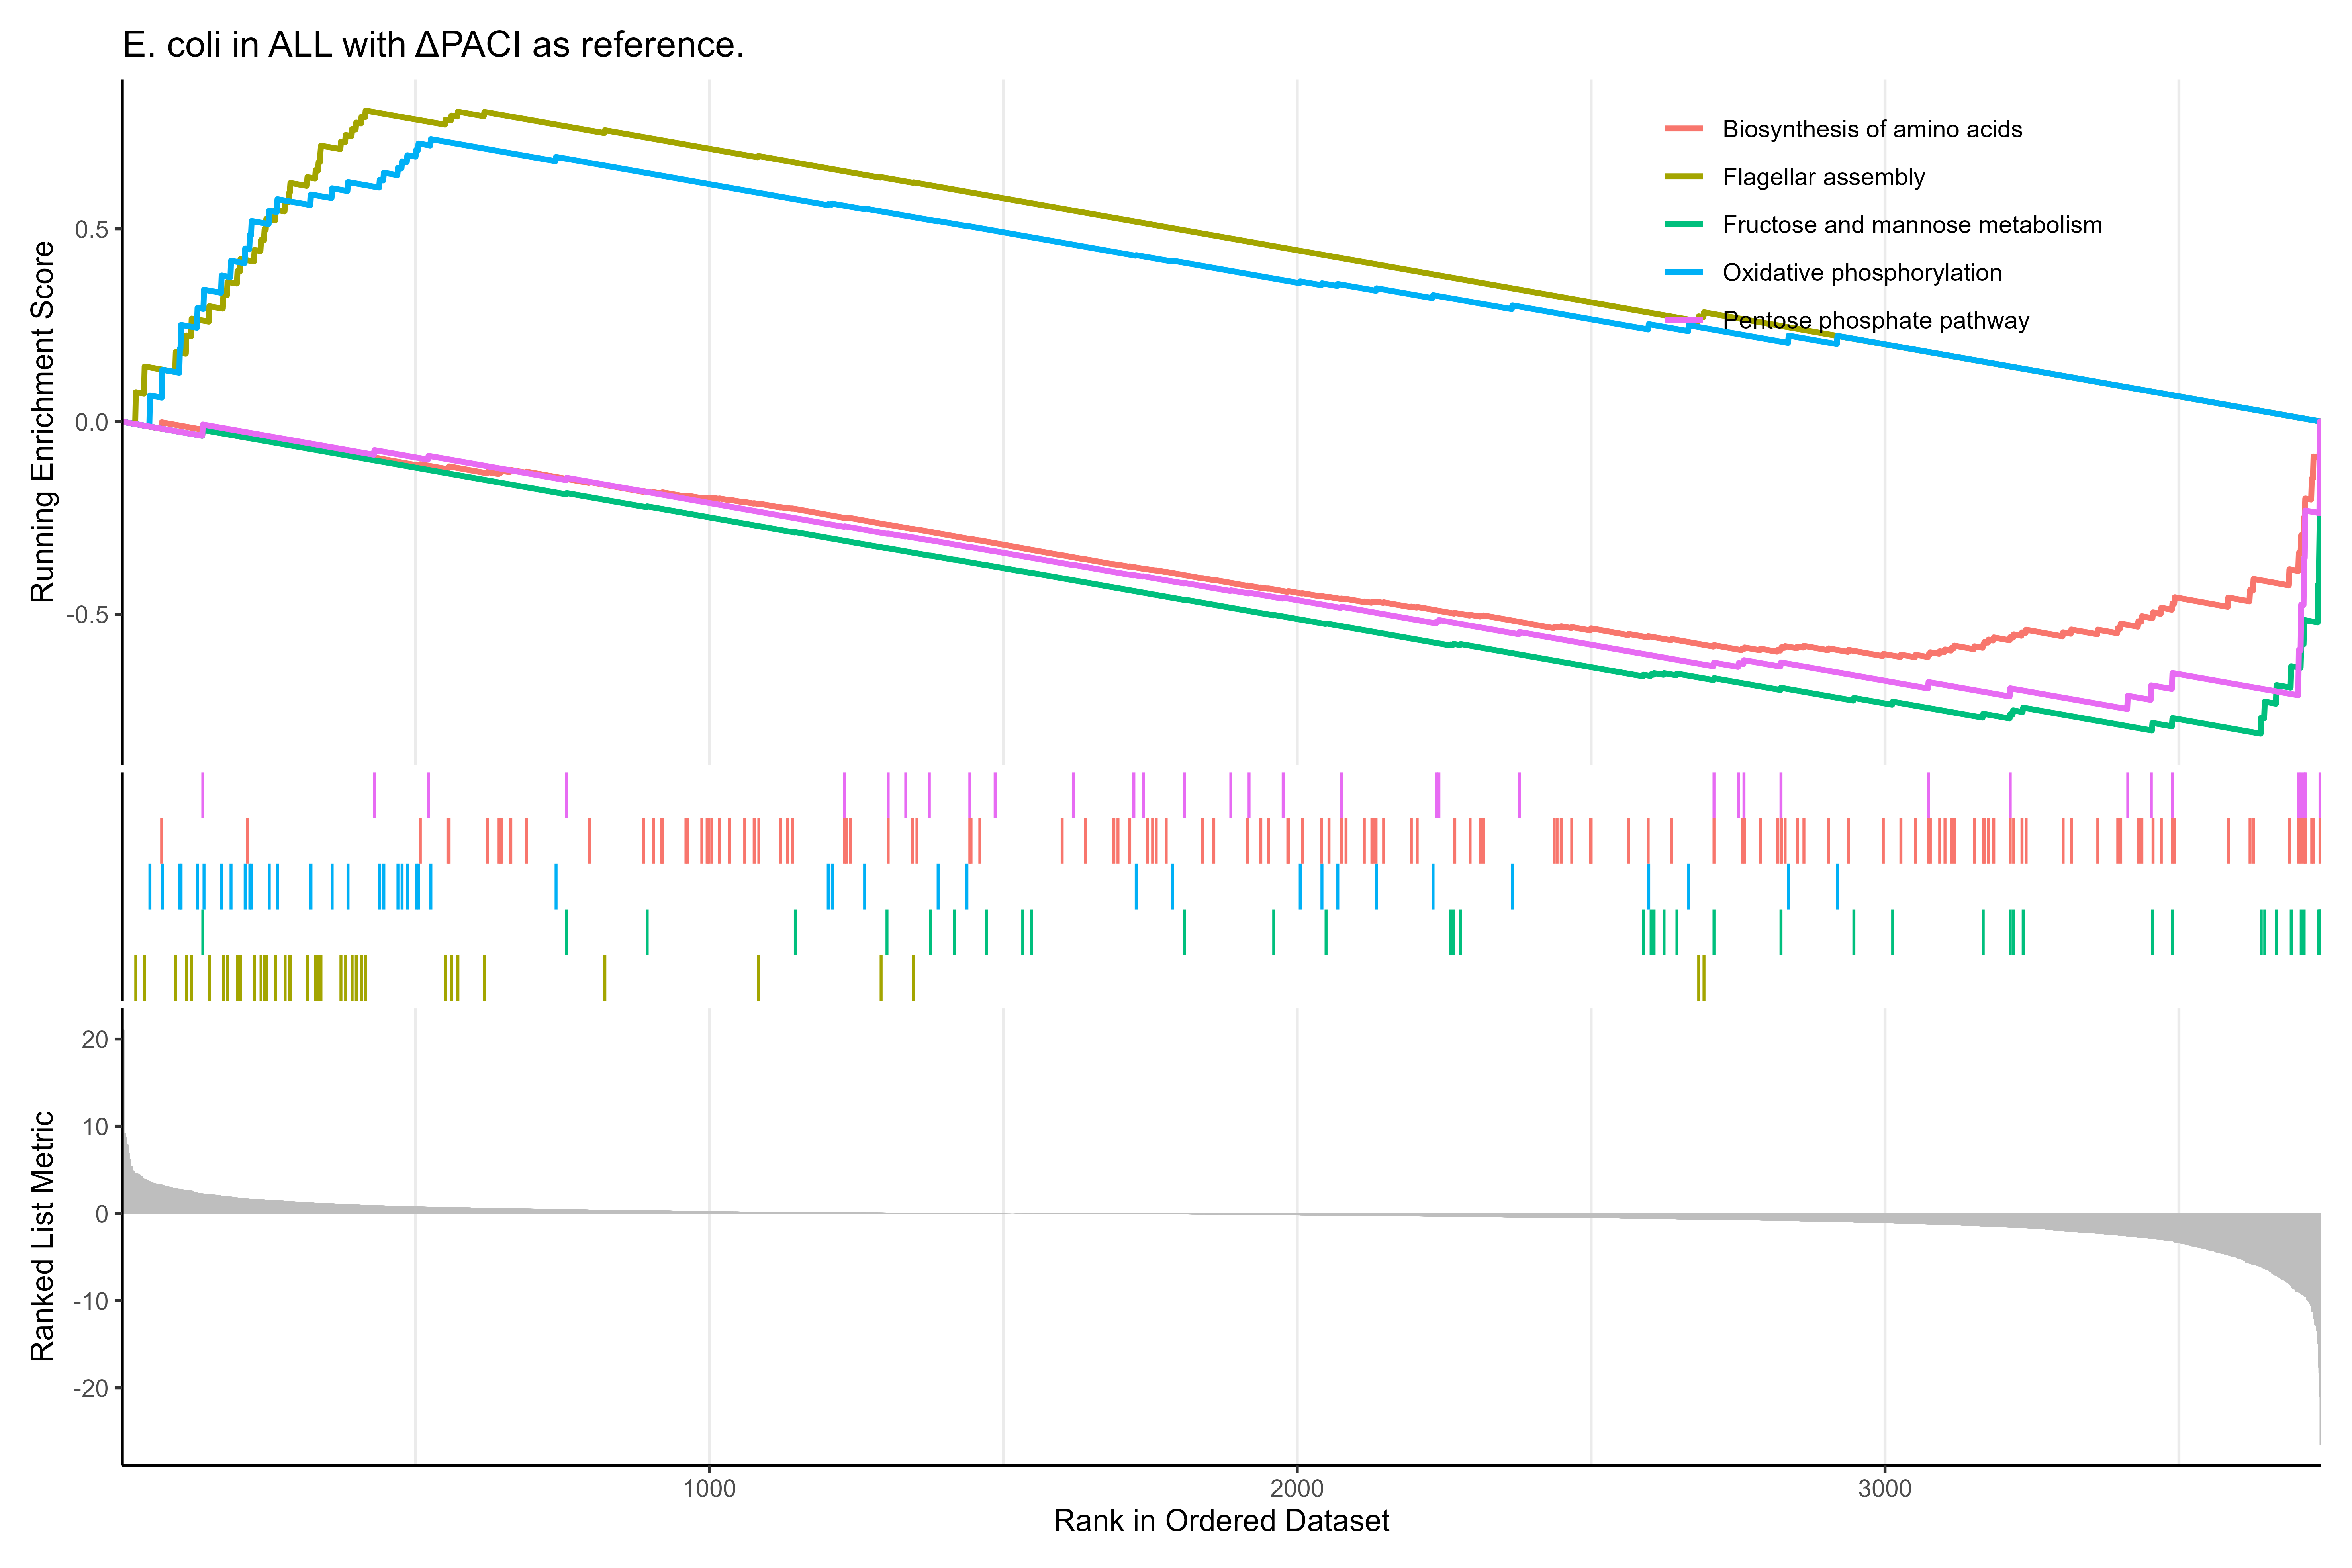 E. coli in ALL with ΔPACI as reference.
Running Enrichment Score
0.5
0.0
-0.5
Biosynthesis of amino acids
Flagellar assembly
Fructose and mannose metabolism
Oxidative phosphorylation
Pentose phosphate pathway
Ranked List Metric
20
10
0
-10
-20
1000
2000
3000
Rank in Ordered Dataset